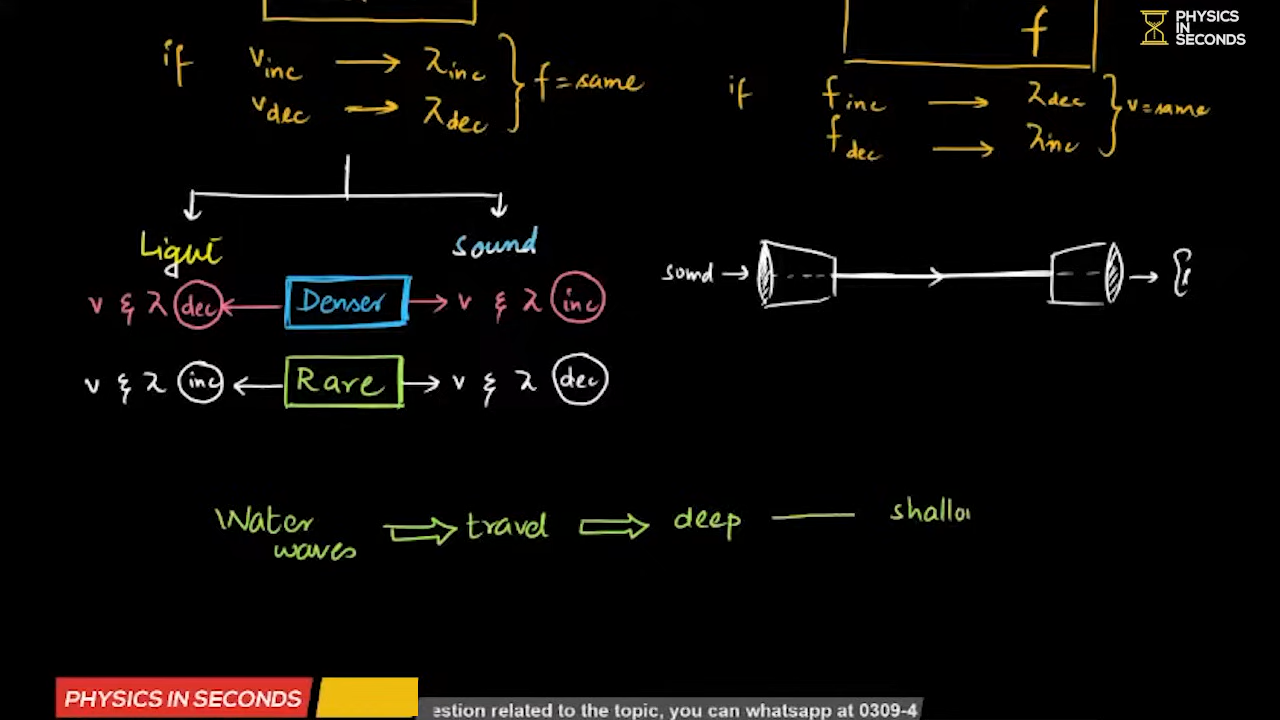 PHYSICS
IN
SECONDS
f
if v inc → λ inc
v dec → λ dec
} f = same
if f inc → λ dec
f dec → λ inc
} v = same
Light
Sound
v & λ dec ← Denser → v & λ inc
v & λ inc ← Rare → v & λ dec
sound →
Water waves ⇒ travel ⇒ deep — shallo
PHYSICS IN SECONDS
estion related to the topic, you can whatsapp at 0309-4